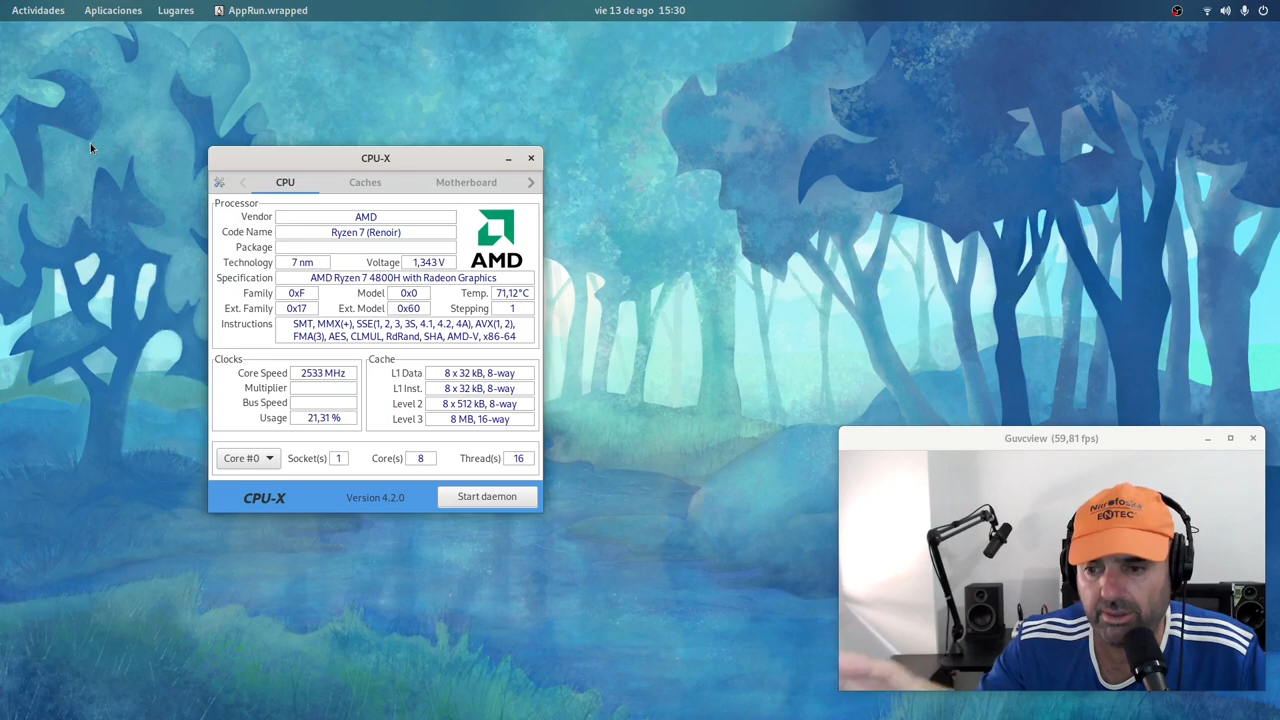 Actividades Aplicaciones Lugares AppRun.wrapped vie 13 de ago 15:30
CPU-X
CPU Caches Motherboard
Processor
Vendor AMD
Code Name Ryzen 7 (Renoir)
Package
Technology 7 nm Voltage 1,343 V
AMD
Specification AMD Ryzen 7 4800H with Radeon Graphics
Family 0xF Model 0x0 Temp. 71,12°C
Ext. Family 0x17 Ext. Model 0x60 Stepping 1
Instructions SMT, MMX(+), SSE(1, 2, 3, 3S, 4.1, 4.2, 4A), AVX(1, 2),
FMA(3), AES, CLMUL, RdRand, SHA, AMD-V, x86-64
Clocks
Core Speed 2533 MHz
Multiplier
Bus Speed
Usage 21,31 %
Cache
L1 Data 8 x 32 kB, 8-way
L1 Inst. 8 x 32 kB, 8-way
Level 2 8 x 512 kB, 8-way
Level 3 8 MB, 16-way
Core #0 Socket(s) 1 Core(s) 8 Thread(s) 16
CPU-X Version 4.2.0 Start daemon
Guvcview (59,81 fps)
ENTEC